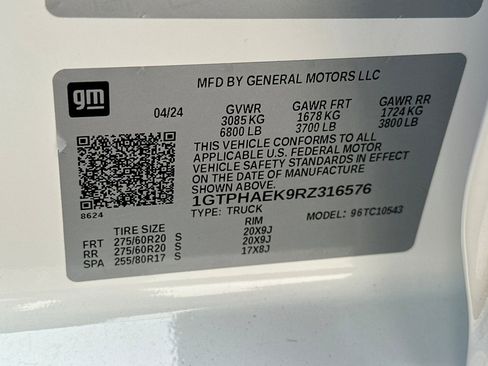 gm
MFD BY GENERAL MOTORS LLC
04/24 GVWR GAWR FRT GAWR RR
3085 KG 1678 KG 1724 KG
6800 LB 3700 LB 3800 LB
THIS VEHICLE CONFORMS TO ALL
APPLICABLE U.S. FEDERAL MOTOR
VEHICLE SAFETY STANDARDS IN EFFECT
ON THE DATE OF MANUFACTURE
SHOWN ABOVE.
8624
1GTPHAEK9RZ316576
TYPE: TRUCK MODEL: 96TC10543
TIRE SIZE RIM
FRT 275/60R20 S 20X9J
RR 275/60R20 S 20X9J
SPA 255/80R17 S 17X8J